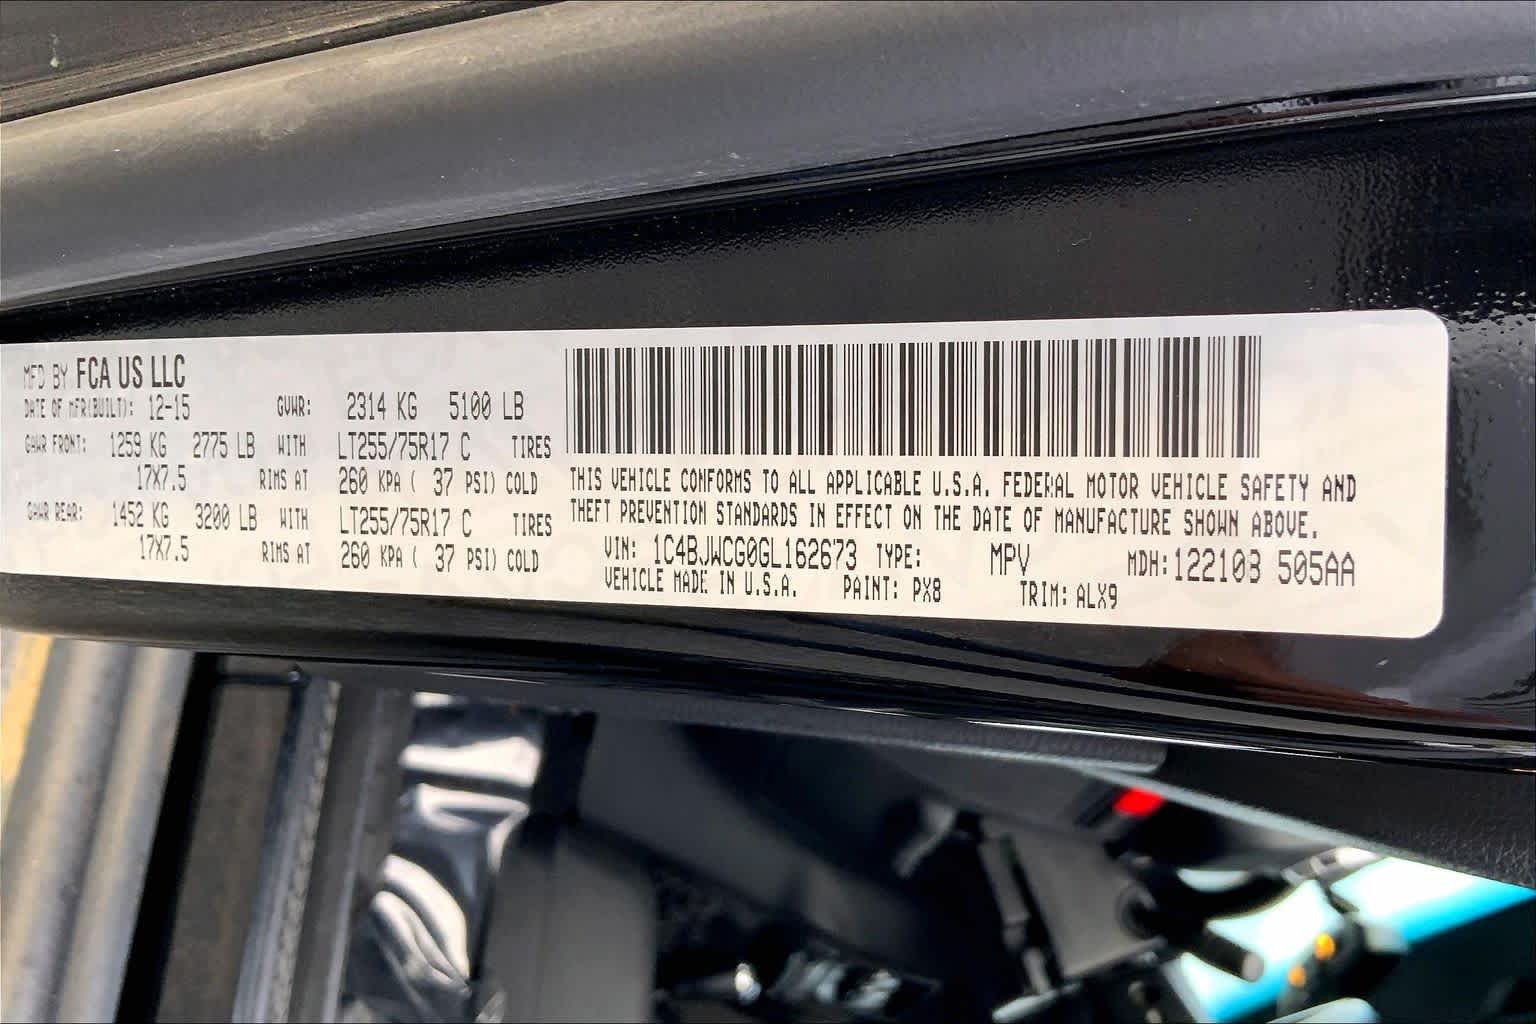 MFD BY FCA US LLC
DATE OF MFR(BUILT): 12-15 GVWR: 2314 KG 5100 LB
GAWR FRONT: 1259 KG 2775 LB WITH LT255/75R17 C TIRES
17X7.5 RIMS AT 260 KPA ( 37 PSI) COLD
GAWR REAR: 1452 KG 3200 LB WITH LT255/75R17 C TIRES
17X7.5 RIMS AT 260 KPA ( 37 PSI) COLD
THIS VEHICLE CONFORMS TO ALL APPLICABLE U.S.A. FEDERAL MOTOR VEHICLE SAFETY AND
THEFT PREVENTION STANDARDS IN EFFECT ON THE DATE OF MANUFACTURE SHOWN ABOVE.
VIN: 1C4BJWCG0GL162673 TYPE: MPV MDH:122103 505AA
VEHICLE MADE IN U.S.A. PAINT: PX8 TRIM: ALX9